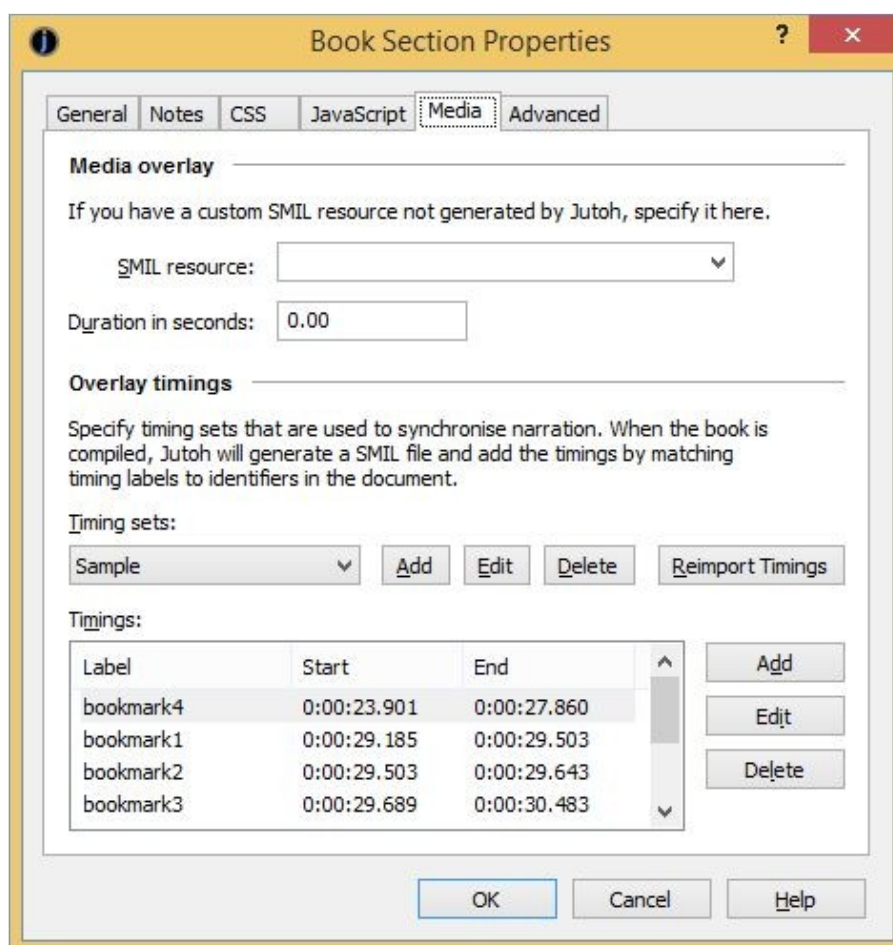 j
Book Section Properties
?
General Notes CSS JavaScript Media Advanced
Media overlay
If you have a custom SMIL resource not generated by Jutoh, specify it here.
SMIL resource:
Duration in seconds: 0.00
Overlay timings
Specify timing sets that are used to synchronise narration. When the book is
compiled, Jutoh will generate a SMIL file and add the timings by matching
timing labels to identifiers in the document.
Timing sets:
Sample Add Edit Delete Reimport Timings
Timings:
Label Start End Add
bookmark4 0:00:23.901 0:00:27.860 Edit
bookmark1 0:00:29.185 0:00:29.503
bookmark2 0:00:29.503 0:00:29.643 Delete
bookmark3 0:00:29.689 0:00:30.483
OK Cancel Help